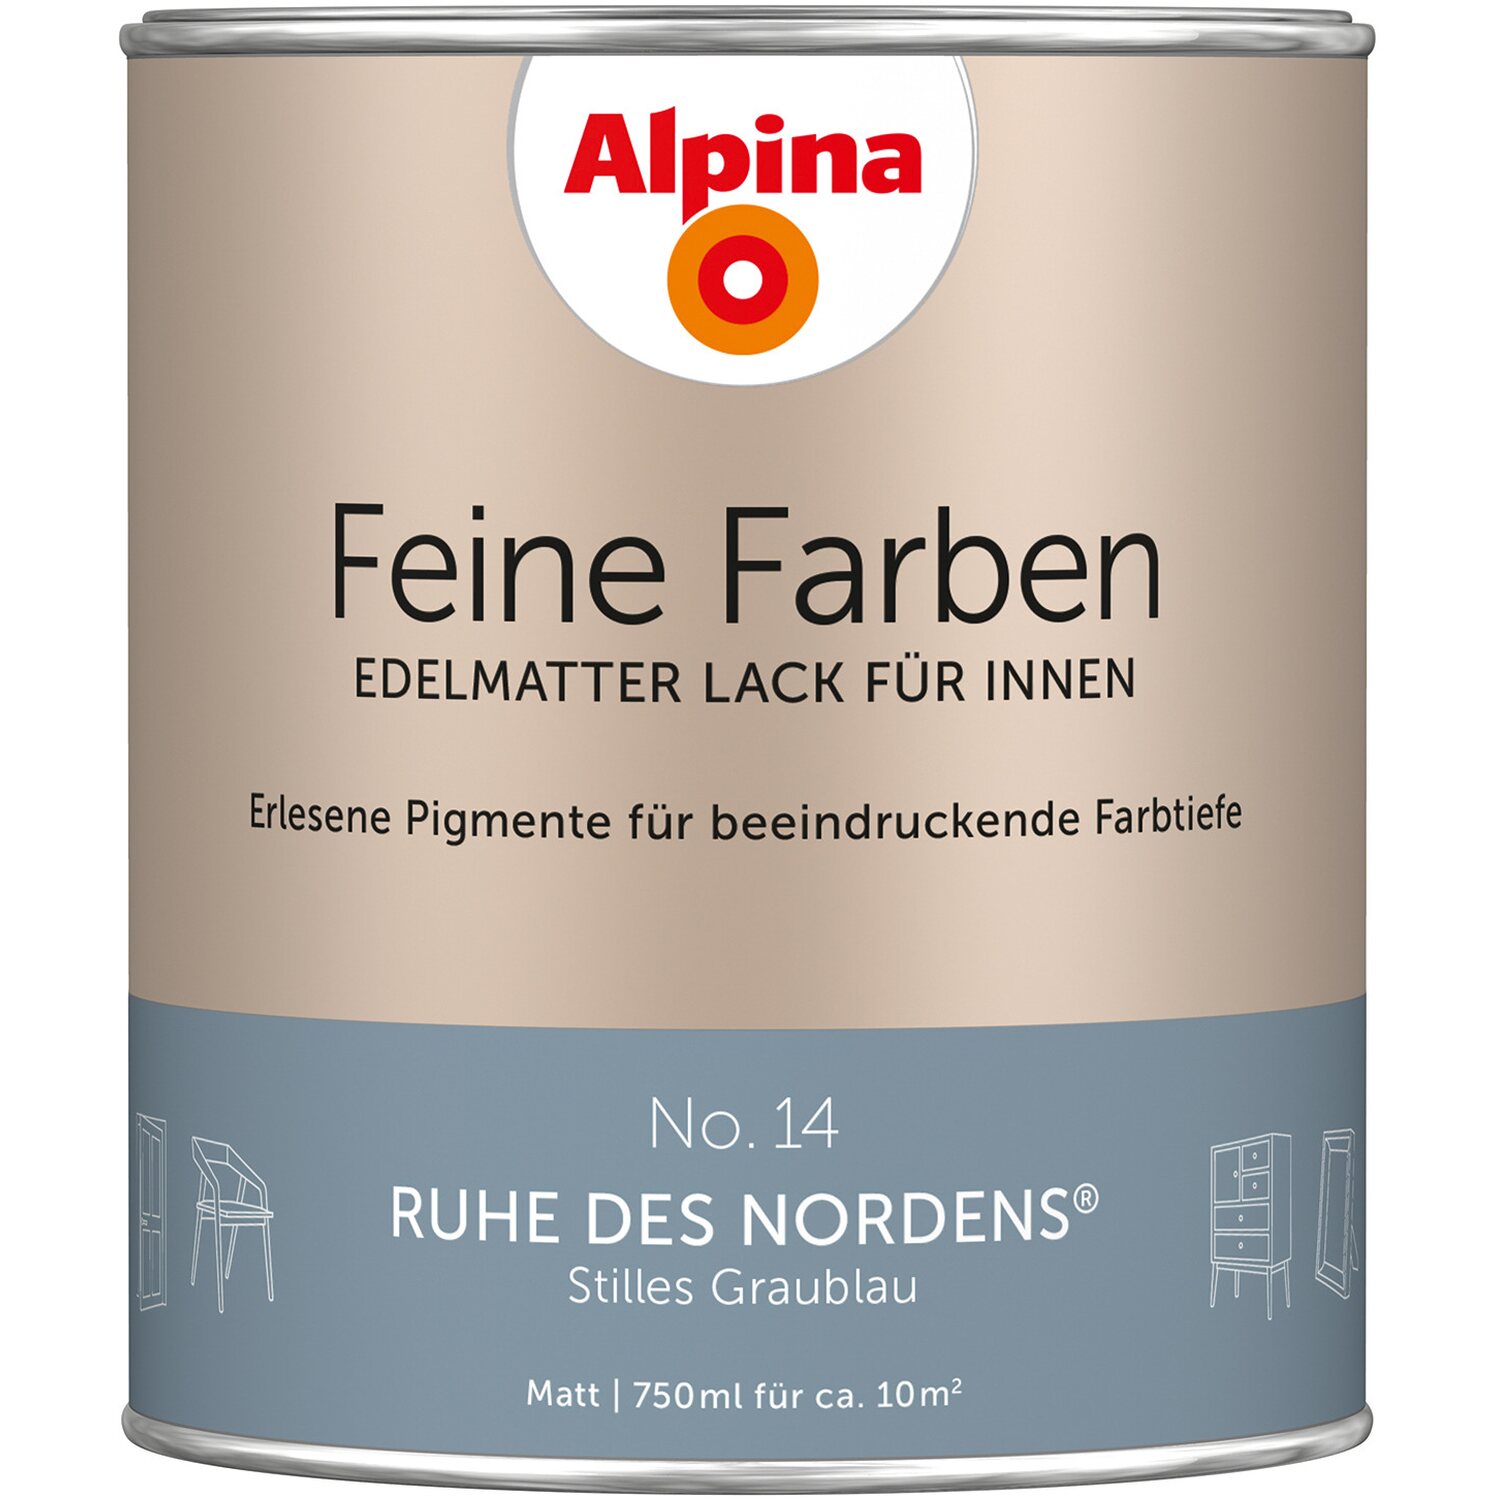 Alpina
Feine Farben
EDELMATTER LACK FÜR INNEN
Erlesene Pigmente für beeindruckende Farbtiefe
No. 14
RUHE DES NORDENS®
Stilles Graublau
Matt | 750ml für ca. 10m²